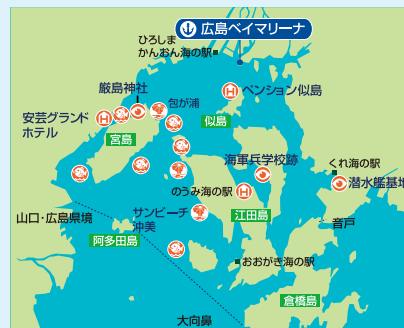 広島ベイマリーナ
ひろしま
かんおん海の駅
厳島神社
ペンション似島
包が浦
安芸グランド
ホテル
似島
宮島
海軍兵学校跡
くれ海の駅
のうみ海の駅
潜水艦基地
サンビーチ
沖美
江田島
山口・広島県境
音戸
阿多田島
おおがき海の駅
倉橋島
大向鼻